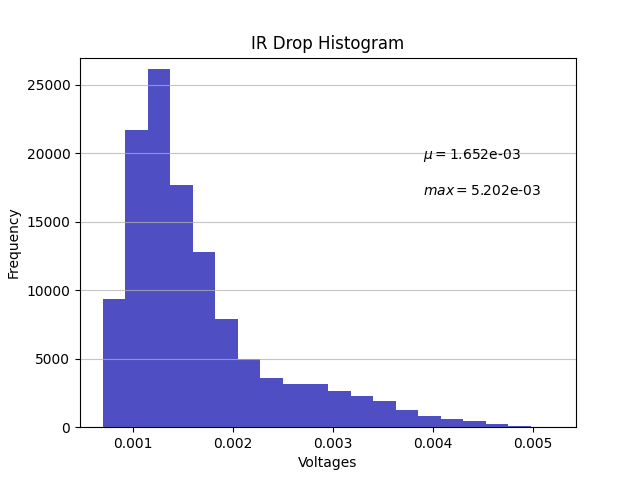 IR Drop Histogram
25000
20000
15000
10000
5000
0
Frequency
μ = 1.652e-03
max = 5.202e-03
0.001 0.002 0.003 0.004 0.005
Voltages